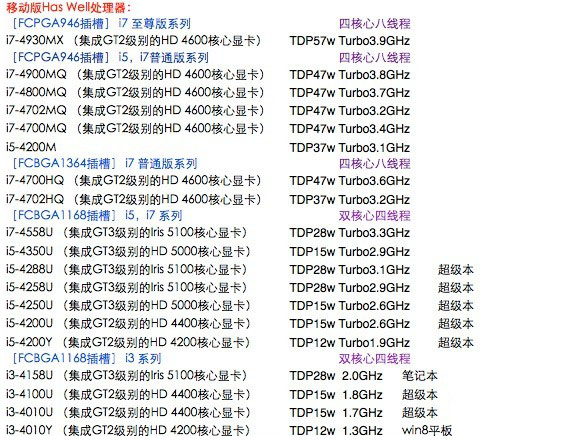 移动版Has Well处理器:
［FCPGA946插槽］i7 至尊版系列 四核心八线程
i7-4930MX （集成GT2级别的HD 4600核心显卡） TDP57w Turbo3.9GHz
［FCPGA946插槽］i5，i7普通版系列 四核心八线程
i7-4900MQ （集成GT2级别的HD 4600核心显卡） TDP47w Turbo3.8GHz
i7-4800MQ （集成GT2级别的HD 4600核心显卡） TDP47w Turbo3.7GHz
i7-4702MQ （集成GT2级别的HD 4600核心显卡） TDP47w Turbo3.2GHz
i7-4700MQ （集成GT2级别的HD 4600核心显卡） TDP47w Turbo3.4GHz
i5-4200M TDP37w Turbo3.1GHz
［FCBGA1364插槽］i7 普通版系列 四核心八线程
i7-4700HQ （集成GT2级别的HD 4600核心显卡） TDP47w Turbo3.6GHz
i7-4702HQ （集成GT2级别的HD 4600核心显卡） TDP37w Turbo3.2GHz
［FCBGA1168插槽］i5，i7 系列 双核心四线程
i7-4558U （集成GT3级别的Iris 5100核心显卡） TDP28w Turbo3.3GHz
i5-4350U （集成GT3级别的HD 5000核心显卡） TDP15w Turbo2.9GHz
i5-4288U （集成GT3级别的Iris 5100核心显卡） TDP28w Turbo3.1GHz 超级本
i5-4258U （集成GT3级别的Iris 5100核心显卡） TDP28w Turbo2.9GHz 超级本
i5-4250U （集成GT3级别的HD 5000核心显卡） TDP15w Turbo2.6GHz 超级本
i5-4200U （集成GT2级别的HD 4400核心显卡） TDP15w Turbo2.6GHz 超级本
i5-4200Y （集成GT2级别的HD 4200核心显卡） TDP12w Turbo1.9GHz 超级本
［FCBGA1168插槽］i3 系列 双核心四线程
i3-4158U （集成GT3级别的Iris 5100核心显卡） TDP28w 2.0GHz 笔记本
i3-4100U （集成GT2级别的HD 4400核心显卡） TDP15w 1.8GHz 超级本
i3-4010U （集成GT2级别的HD 4400核心显卡） TDP15w 1.7GHz 超级本
i3-4010Y （集成GT2级别的HD 4200核心显卡） TDP12w 1.3GHz win8平板